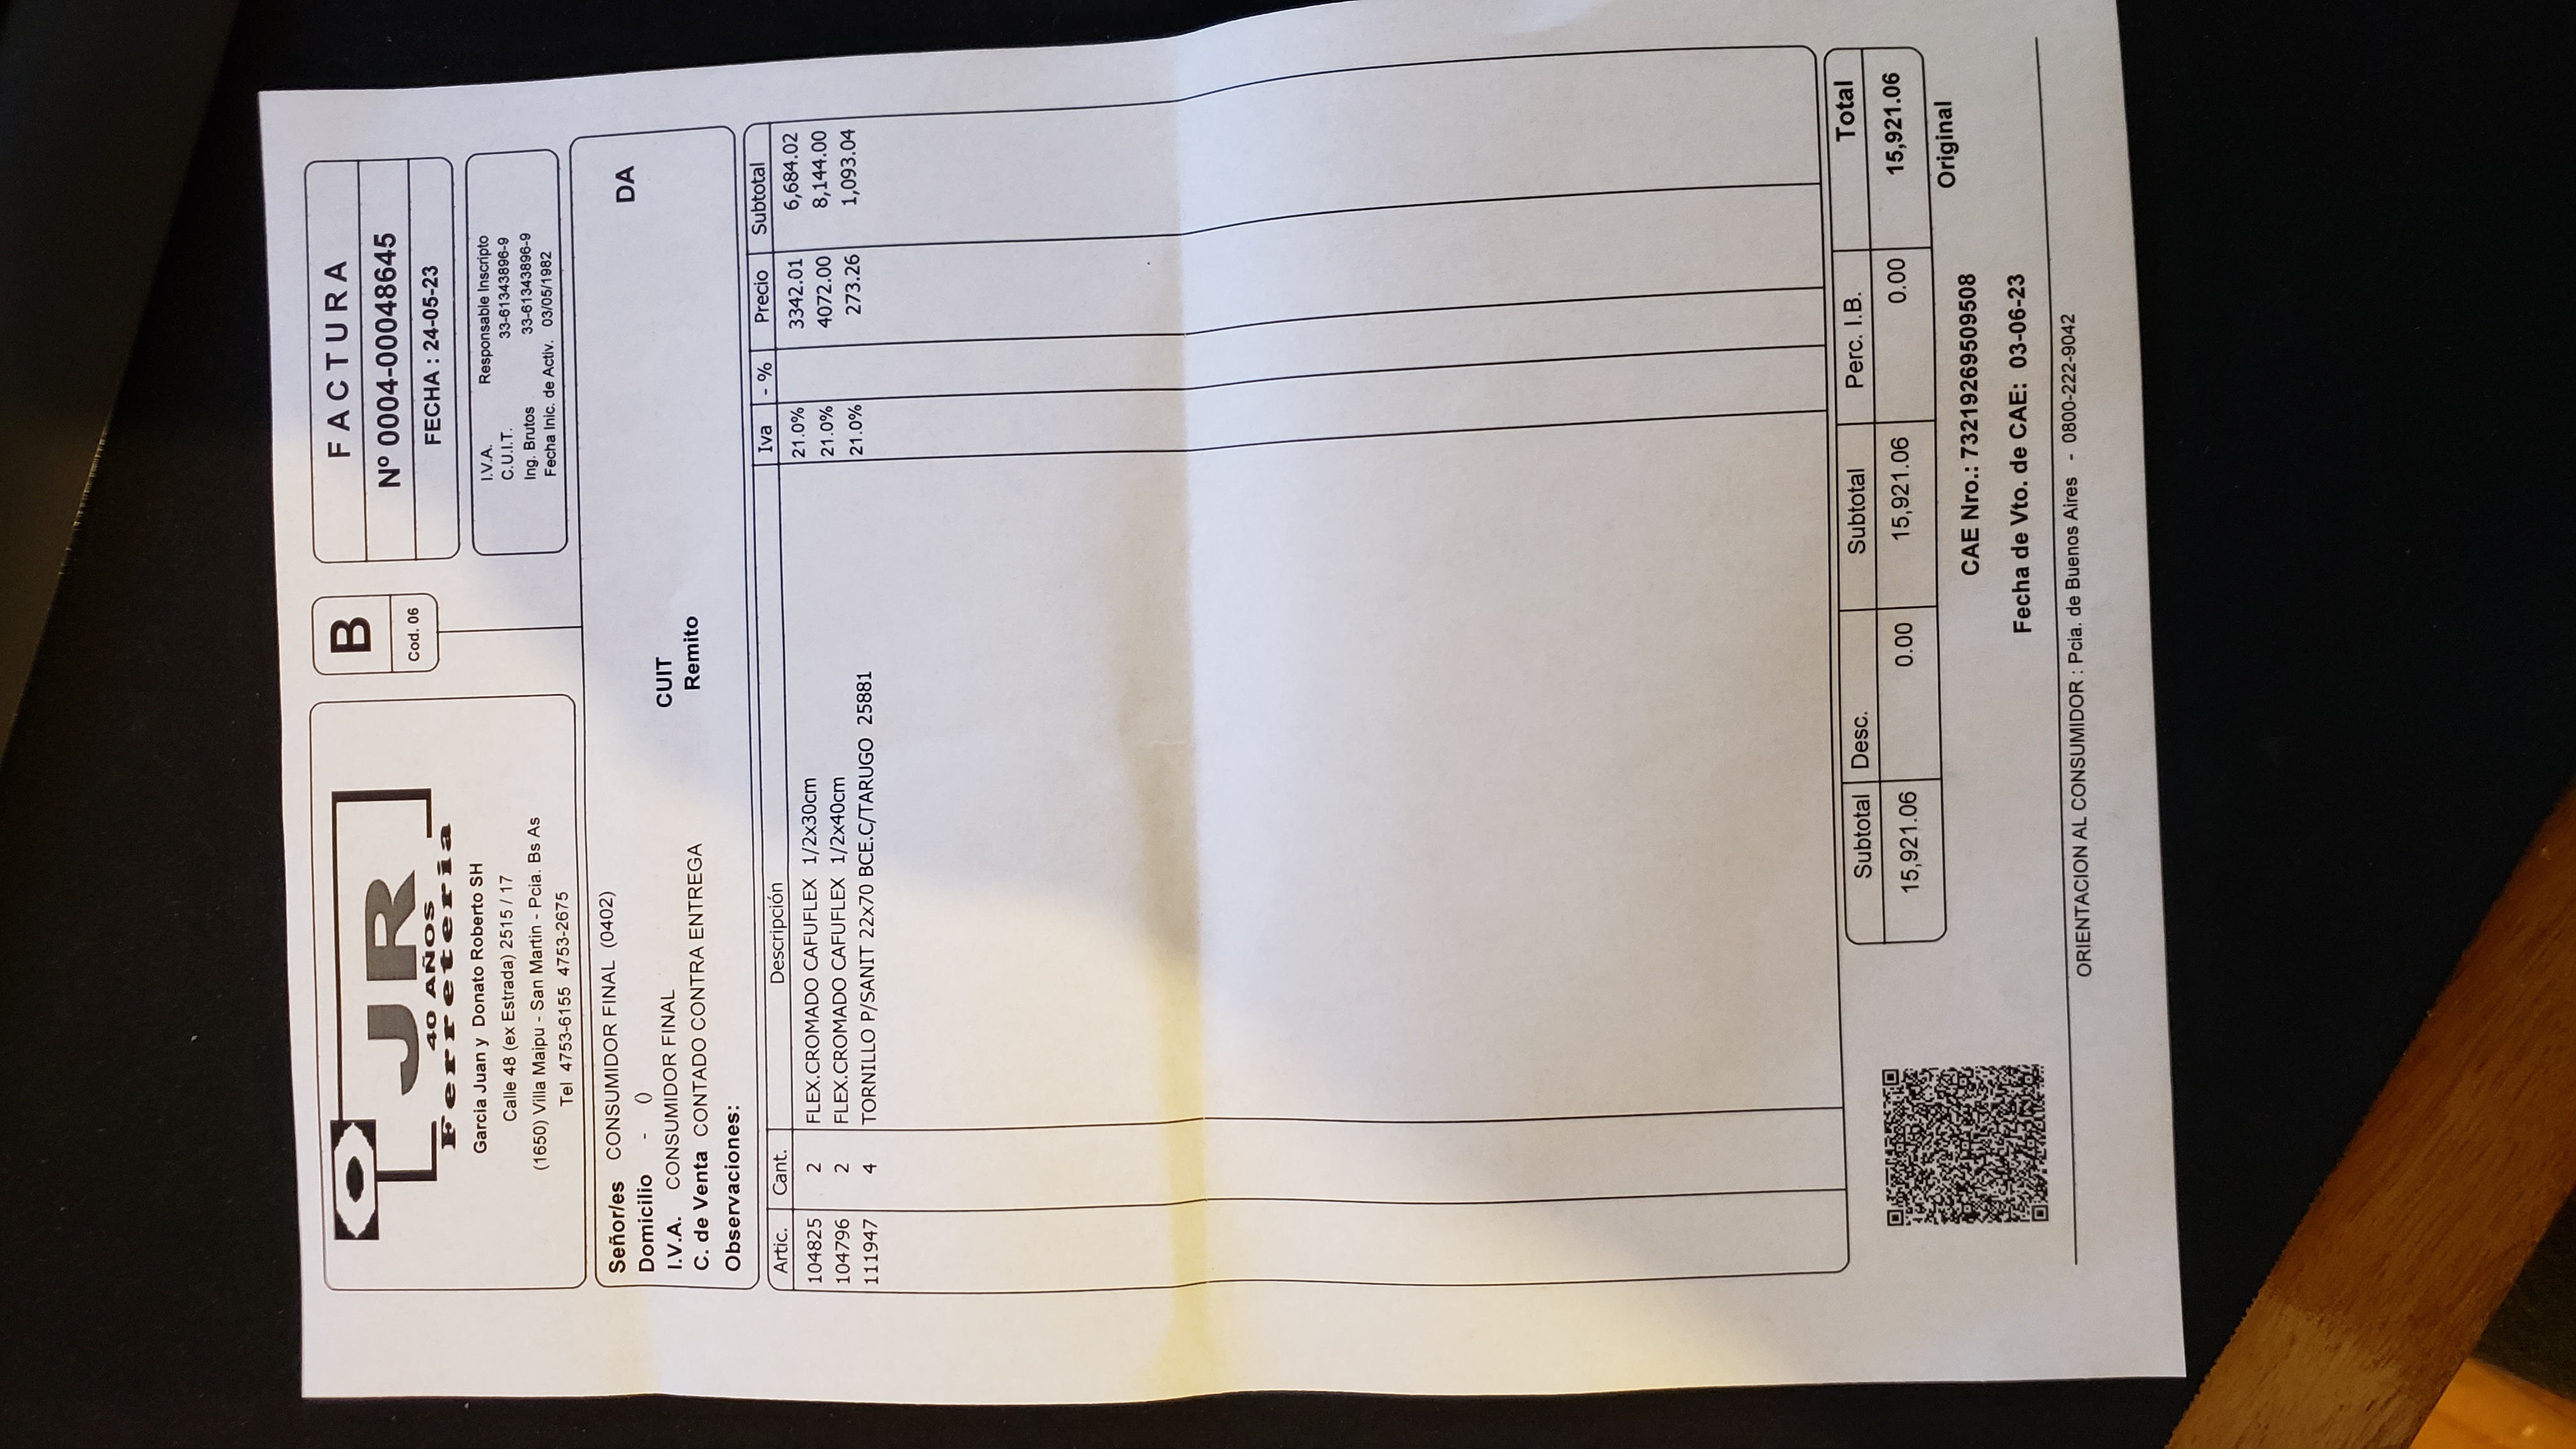 JR
40 AÑOS
Ferreteria
Garcia Juan y Donato Roberto SH
Calle 48 (ex Estrada) 2515 / 17
(1650) Villa Maipu - San Martin - Pcia. Bs As
Tel 4753-6155 4753-2675
B
Cod. 06
FACTURA
Nº 0004-00048645
FECHA : 24-05-23
I.V.A. Responsable Inscripto
C.U.I.T. 33-61343896-9
Ing. Brutos 33-61343896-9
Fecha Inic. de Activ. 03/05/1982
Señor/es CONSUMIDOR FINAL (0402)
DA
Domicilio - ()
I.V.A. CONSUMIDOR FINAL CUIT
C. de Venta CONTADO CONTRA ENTREGA Remito
Observaciones:
Artic. Cant. Descripción Iva - % Precio Subtotal
104825 2 FLEX.CROMADO CAFUFLEX 1/2x30cm 21.0% 3342.01 6,684.02
104796 2 FLEX.CROMADO CAFUFLEX 1/2x40cm 21.0% 4072.00 8,144.00
111947 4 TORNILLO P/SANIT 22x70 BCE.C/TARUGO 25881 21.0% 273.26 1,093.04
Subtotal Desc. Subtotal Perc. I.B. Total
15,921.06 0.00 15,921.06 0.00 15,921.06
Original
CAE Nro.: 73219269509508
Fecha de Vto. de CAE: 03-06-23
ORIENTACION AL CONSUMIDOR : Pcia. de Buenos Aires - 0800-222-9042